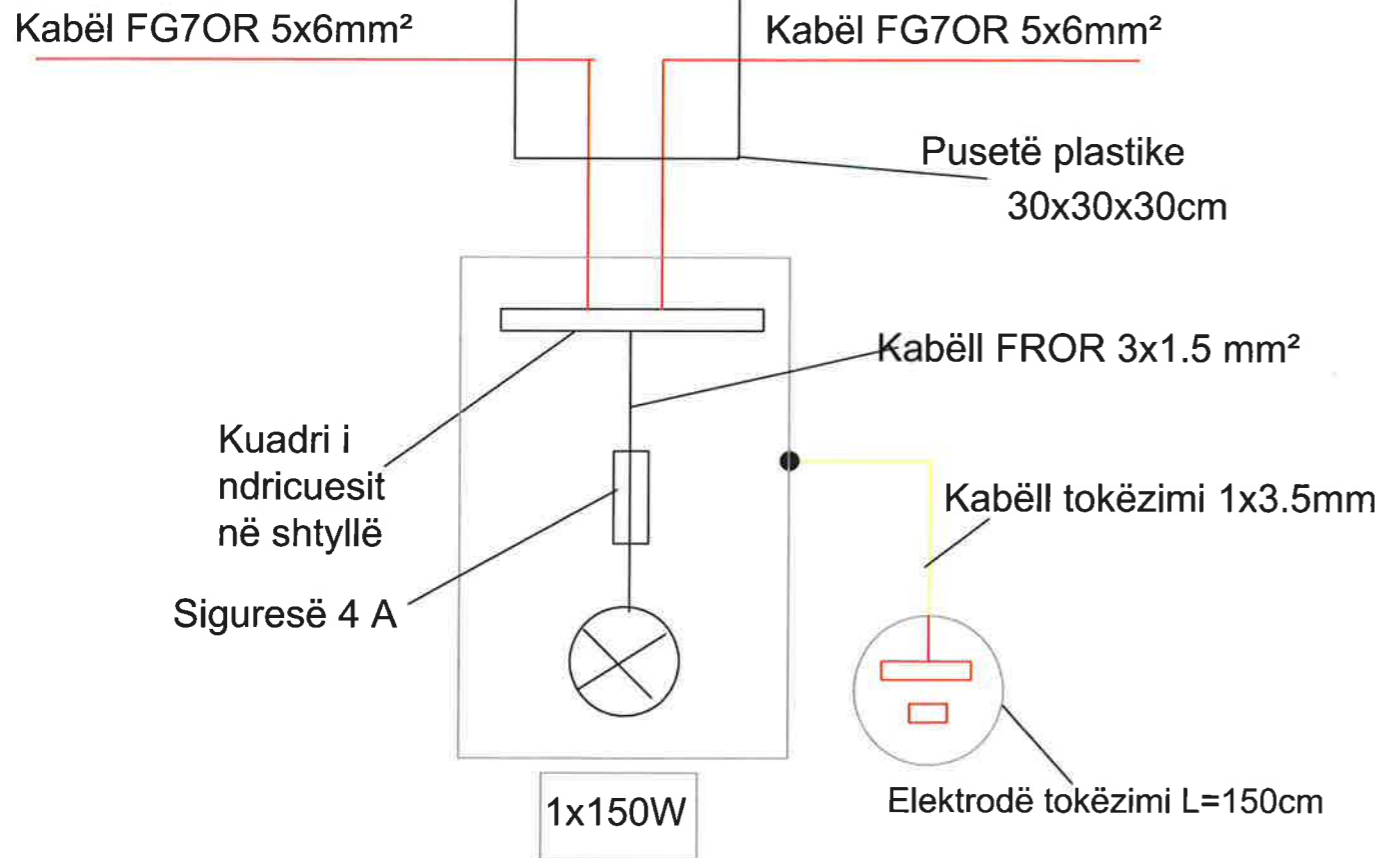 Kabël FG7OR 5x6mm²
Kabël FG7OR 5x6mm²
Pusetë plastike
30x30x30cm
Kabëll FROR 3x1.5 mm²
Kuadri i
ndricuesit
në shtyllë
Kabëll tokëzimi 1x3.5mm
Siguresë 4 A
1x150W
Elektrodë tokëzimi L=150cm